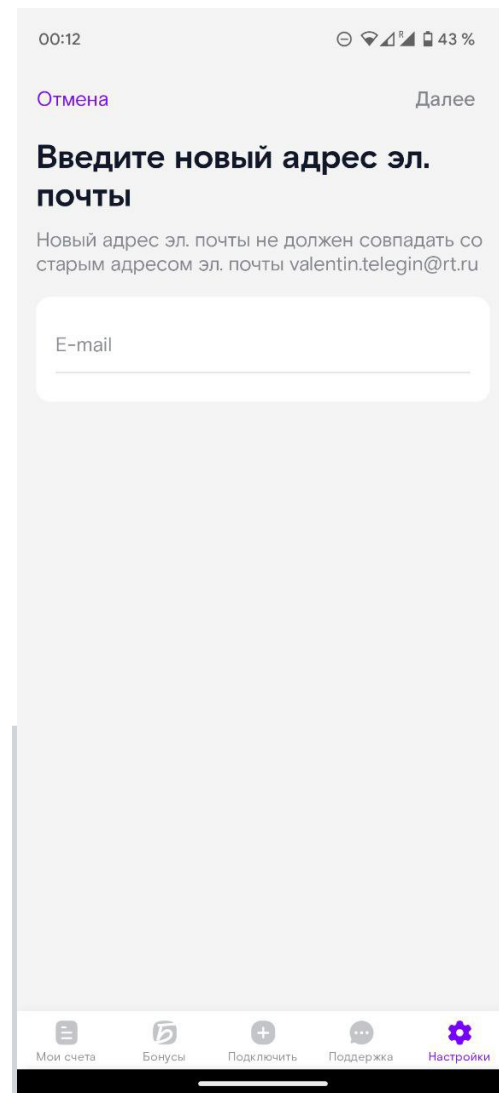 00:12
R
43 %
Отмена
Далее
Введите новый адрес эл.
почты
Новый адрес эл. почты не должен совпадать со
старым адресом эл. почты valentin.telegin@rt.ru
E-mail
Мои счета
Бонусы
Подключить
Поддержка
Настройки